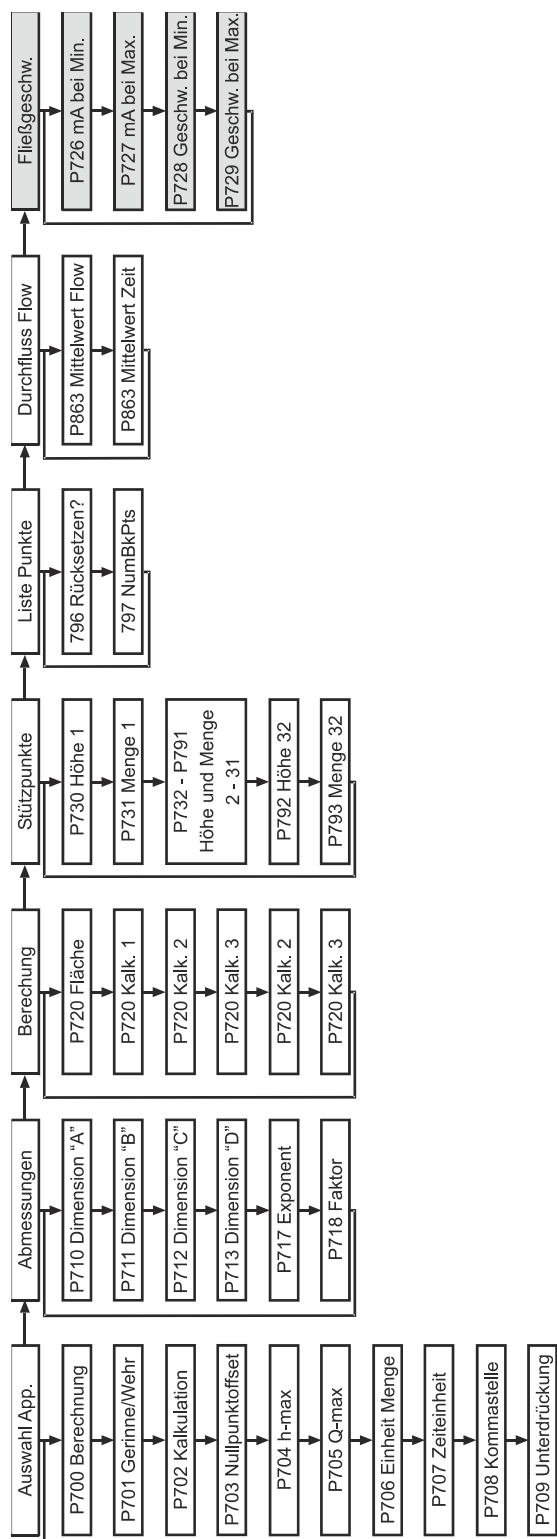 Auswahl App.
P700 Berechnung
P701 Gerinne/Wehr
P702 Kalkulation
P703 Nullpunktoffset
P704 h-max
P705 Q-max
P706 Einheit Menge
P707 Zeiteinheit
P708 Kommastelle
P709 Unterdrückung
Abmessungen
P710 Dimension “A”
P711 Dimension “B”
P712 Dimension “C”
P713 Dimension “D”
P717 Exponent
P718 Faktor
Berechung
P720 Fläche
P720 Kalk. 1
P720 Kalk. 2
P720 Kalk. 3
P720 Kalk. 2
P720 Kalk. 3
Stützpunkte
P730 Höhe 1
P731 Menge 1
P732 - P791
Höhe und Menge
2 - 31
P792 Höhe 32
P793 Menge 32
Liste Punkte
796 Rücksetzen?
797 NumBkPts
Durchfluss Flow
P863 Mittelwert Flow
P863 Mittelwert Zeit
Fließgeschw.
P726 mA bei Min.
P727 mA bei Max.
P728 Geschw. bei Min.
P729 Geschw. bei Max.